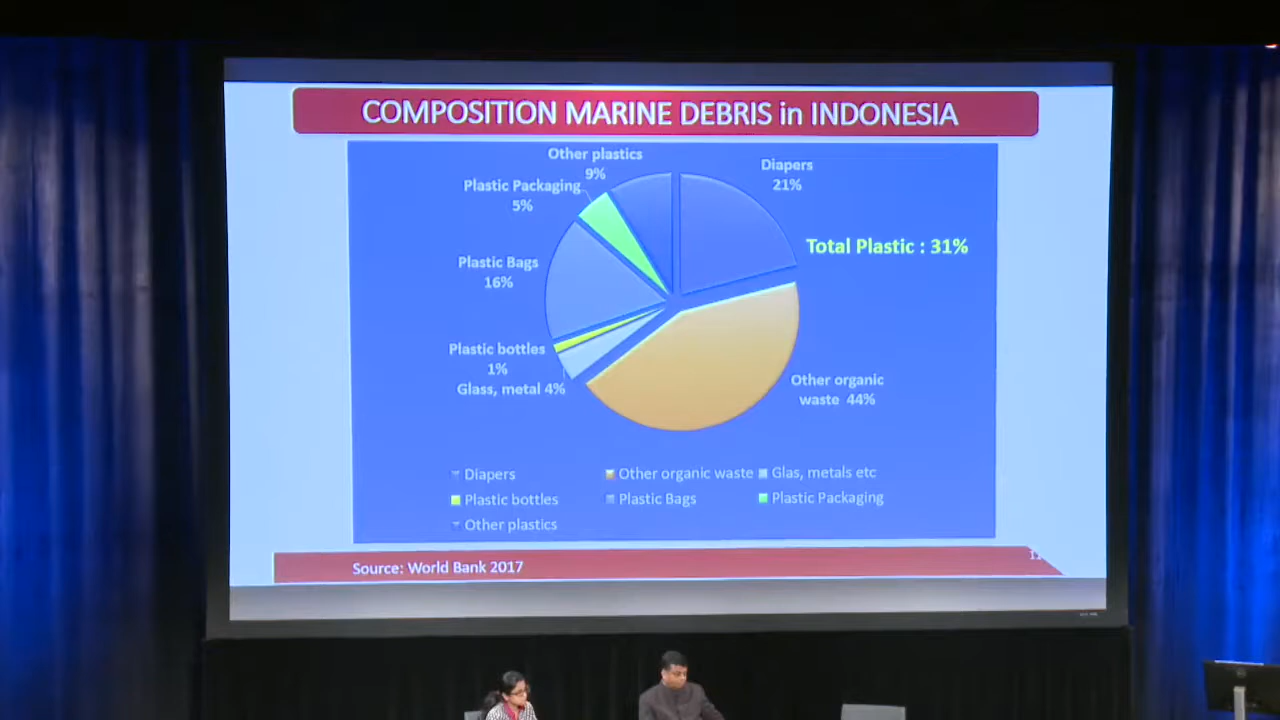 COMPOSITION MARINE DEBRIS in INDONESIA
Other plastics
9%
Diapers
21%
Plastic Packaging
5%
Total Plastic : 31%
Plastic Bags
16%
Plastic bottles
1%
Glass, metal 4%
Other organic
waste 44%
Diapers
Other organic waste
Glas, metals etc
Plastic bottles
Plastic Bags
Plastic Packaging
Other plastics
Source: World Bank 2017